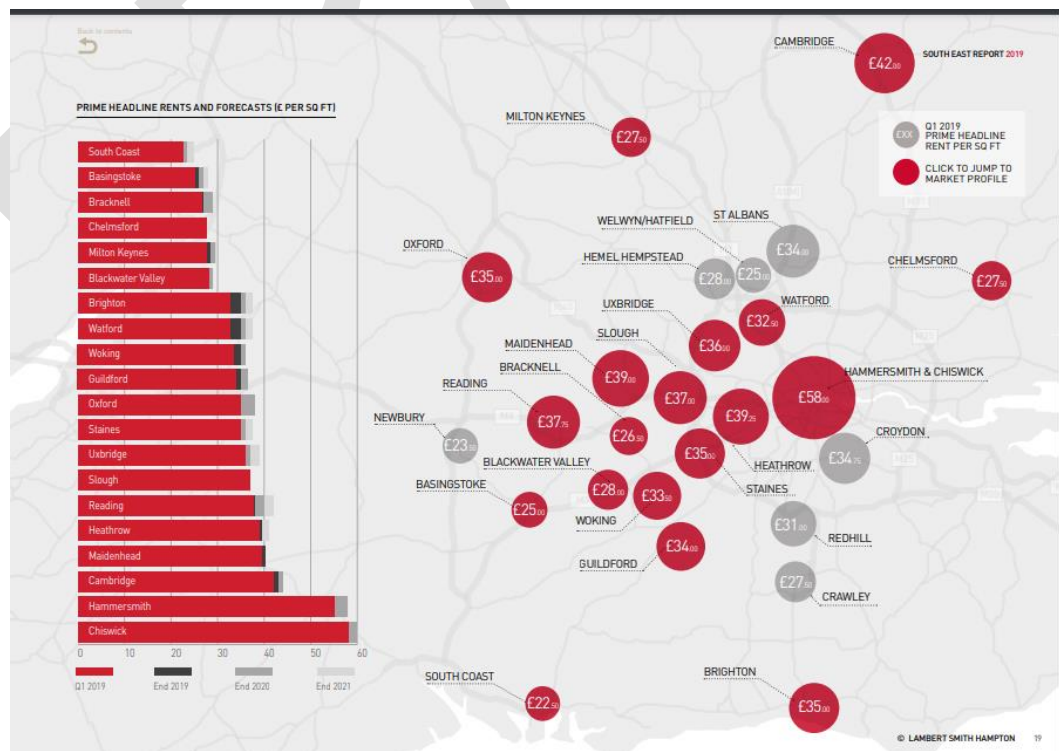 Back to contents
SOUTH EAST REPORT 2019
PRIME HEADLINE RENTS AND FORECASTS (£ PER SQ FT)
South Coast
Basingstoke
Bracknell
Chelmsford
Milton Keynes
Blackwater Valley
Brighton
Watford
Woking
Guildford
Oxford
Staines
Uxbridge
Slough
Reading
Heathrow
Maidenhead
Cambridge
Hammersmith
Chiswick
0 10 20 30 40 50 60
Q1 2019 End 2019 End 2020 End 2021
CAMBRIDGE
£42.00
£XX
Q1 2019
PRIME HEADLINE
RENT PER SQ FT
CLICK TO JUMP TO
MARKET PROFILE
MILTON KEYNES
£27.50
ST ALBANS
£34.00
WELWYN/HATFIELD
£25.00
HEMEL HEMPSTEAD
£28.00
OXFORD
£35.00
CHELMSFORD
£27.50
WATFORD
£32.50
UXBRIDGE
£36.00
SLOUGH
£37.00
MAIDENHEAD
£39.00
BRACKNELL
£26.50
READING
£37.75
HAMMERSMITH & CHISWICK
£58.00
HEATHROW
£39.25
NEWBURY
£23.50
CROYDON
£34.75
STAINES
£35.00
BLACKWATER VALLEY
£28.00
BASINGSTOKE
£25.00
WOKING
£33.50
GUILDFORD
£34.00
REDHILL
£31.00
CRAWLEY
£27.50
SOUTH COAST
£22.50
BRIGHTON
£35.00
© LAMBERT SMITH HAMPTON 19